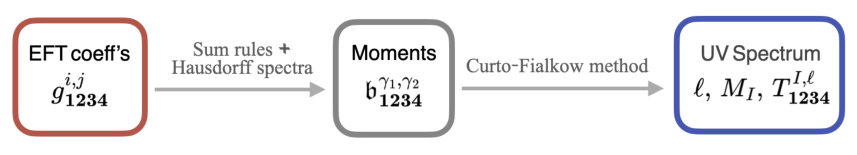 EFT coeff's
g^{i,j}_{1234}
Sum rules +
Hausdorff spectra
Moments
𝔟^{γ₁,γ₂}_{1234}
Curto-Fialkow method
UV Spectrum
ℓ, M_I, T^{I,ℓ}_{1234}